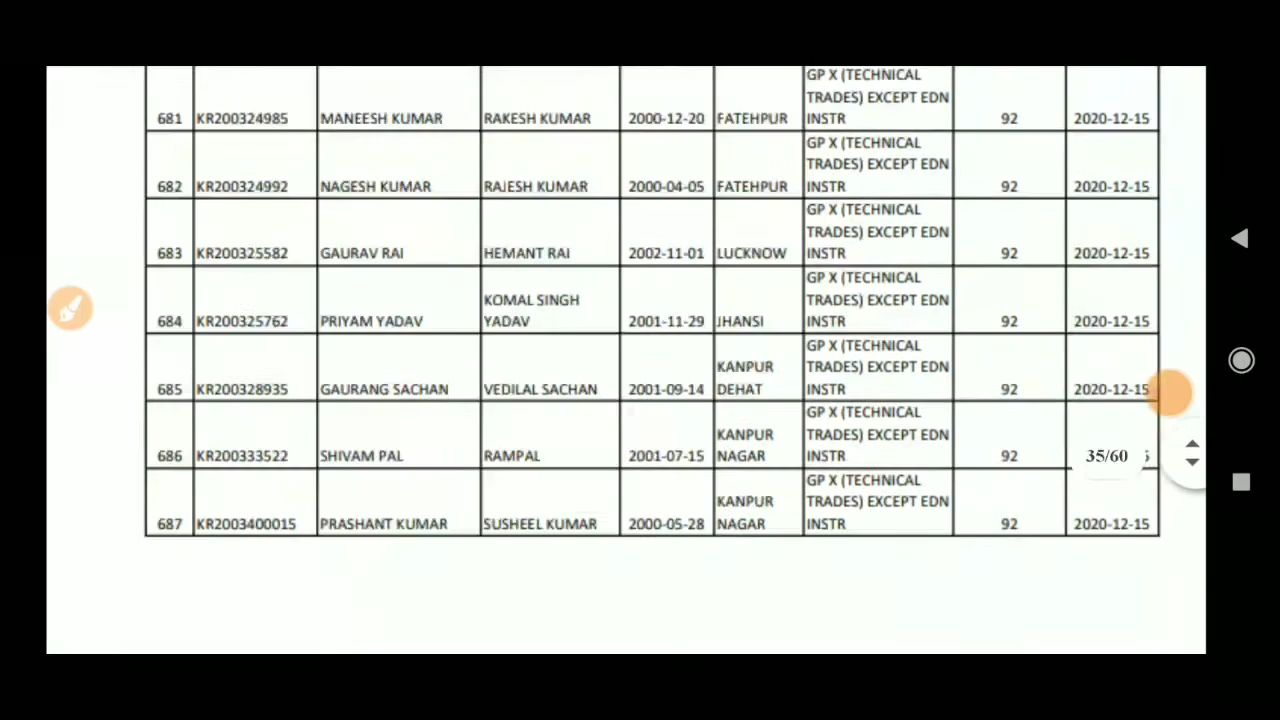 GP X (TECHNICAL
TRADES) EXCEPT EDN
681 KR200324985 MANEESH KUMAR RAKESH KUMAR 2000-12-20 FATEHPUR INSTR 92 2020-12-15
GP X (TECHNICAL
TRADES) EXCEPT EDN
682 KR200324992 NAGESH KUMAR RAJESH KUMAR 2000-04-05 FATEHPUR INSTR 92 2020-12-15
GP X (TECHNICAL
TRADES) EXCEPT EDN
683 KR200325582 GAURAV RAI HEMANT RAI 2002-11-01 LUCKNOW INSTR 92 2020-12-15
GP X (TECHNICAL
KOMAL SINGH TRADES) EXCEPT EDN
684 KR200325762 PRIYAM YADAV YADAV 2001-11-29 JHANSI INSTR 92 2020-12-15
GP X (TECHNICAL
KANPUR TRADES) EXCEPT EDN
685 KR200328935 GAURANG SACHAN VEDILAL SACHAN 2001-09-14 DEHAT INSTR 92 2020-12-15
GP X (TECHNICAL
KANPUR TRADES) EXCEPT EDN
686 KR200333522 SHIVAM PAL RAMPAL 2001-07-15 NAGAR INSTR 92 35/60
GP X (TECHNICAL
KANPUR TRADES) EXCEPT EDN
687 KR2003400015 PRASHANT KUMAR SUSHEEL KUMAR 2000-05-28 NAGAR INSTR 92 2020-12-15